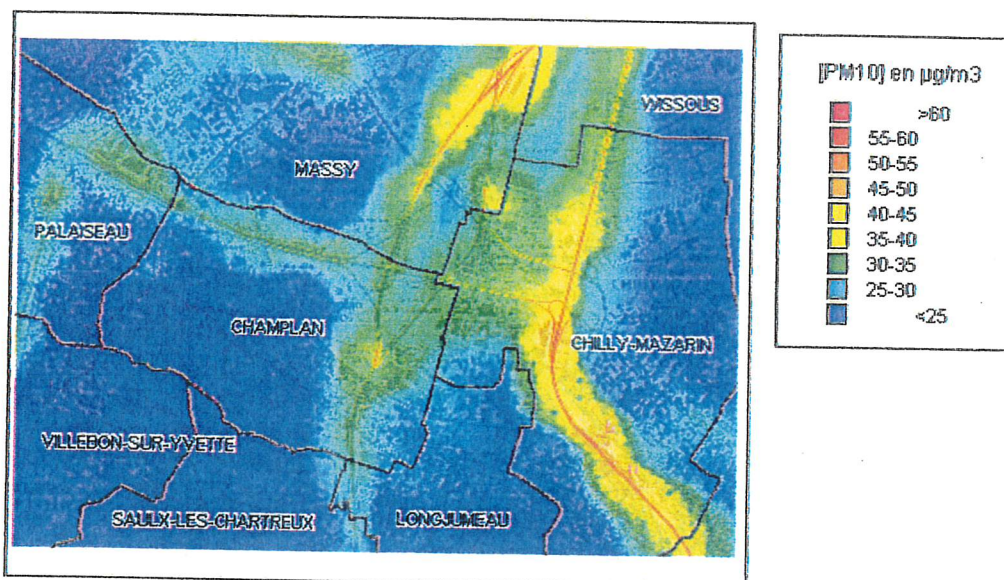 WISSOUS
MASSY
PALAISEAU
CHAMPLAN
CHILLY-MAZARIN
VILLEBON-SUR-YVETTE
SAULX-LES-CHARTREUX
LONGJUMEAU
[PM10] en µg/m3
>60
55-60
50-55
45-50
40-45
35-40
30-35
25-30
<25